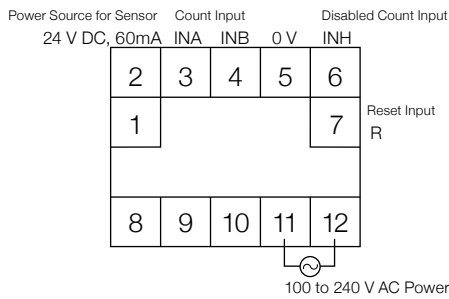 Power Source for Sensor Count Input Disabled Count Input
24 V DC, 60mA INA INB 0 V INH
2 3 4 5 6
1 7 Reset Input
R
8 9 10 11 12
100 to 240 V AC Power